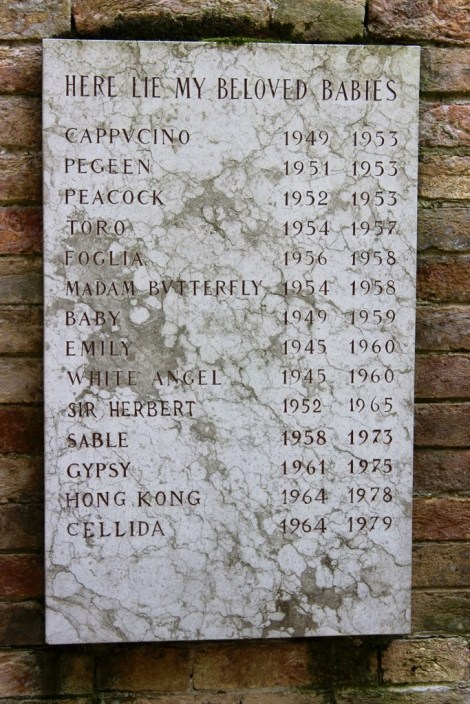 HERE LIE MY BELOVED BABIES
CAPPVCINO 1949 1953
PEGEEN 1951 1953
PEACOCK 1952 1953
TORO 1954 1957
FOGLIA 1956 1958
MADAM BVTTERFLY 1954 1958
BABY 1949 1959
EMILY 1945 1960
WHITE ANGEL 1945 1960
SIR HERBERT 1952 1965
SABLE 1958 1973
GYPSY 1961 1975
HONG KONG 1964 1978
CELLIDA 1964 1979